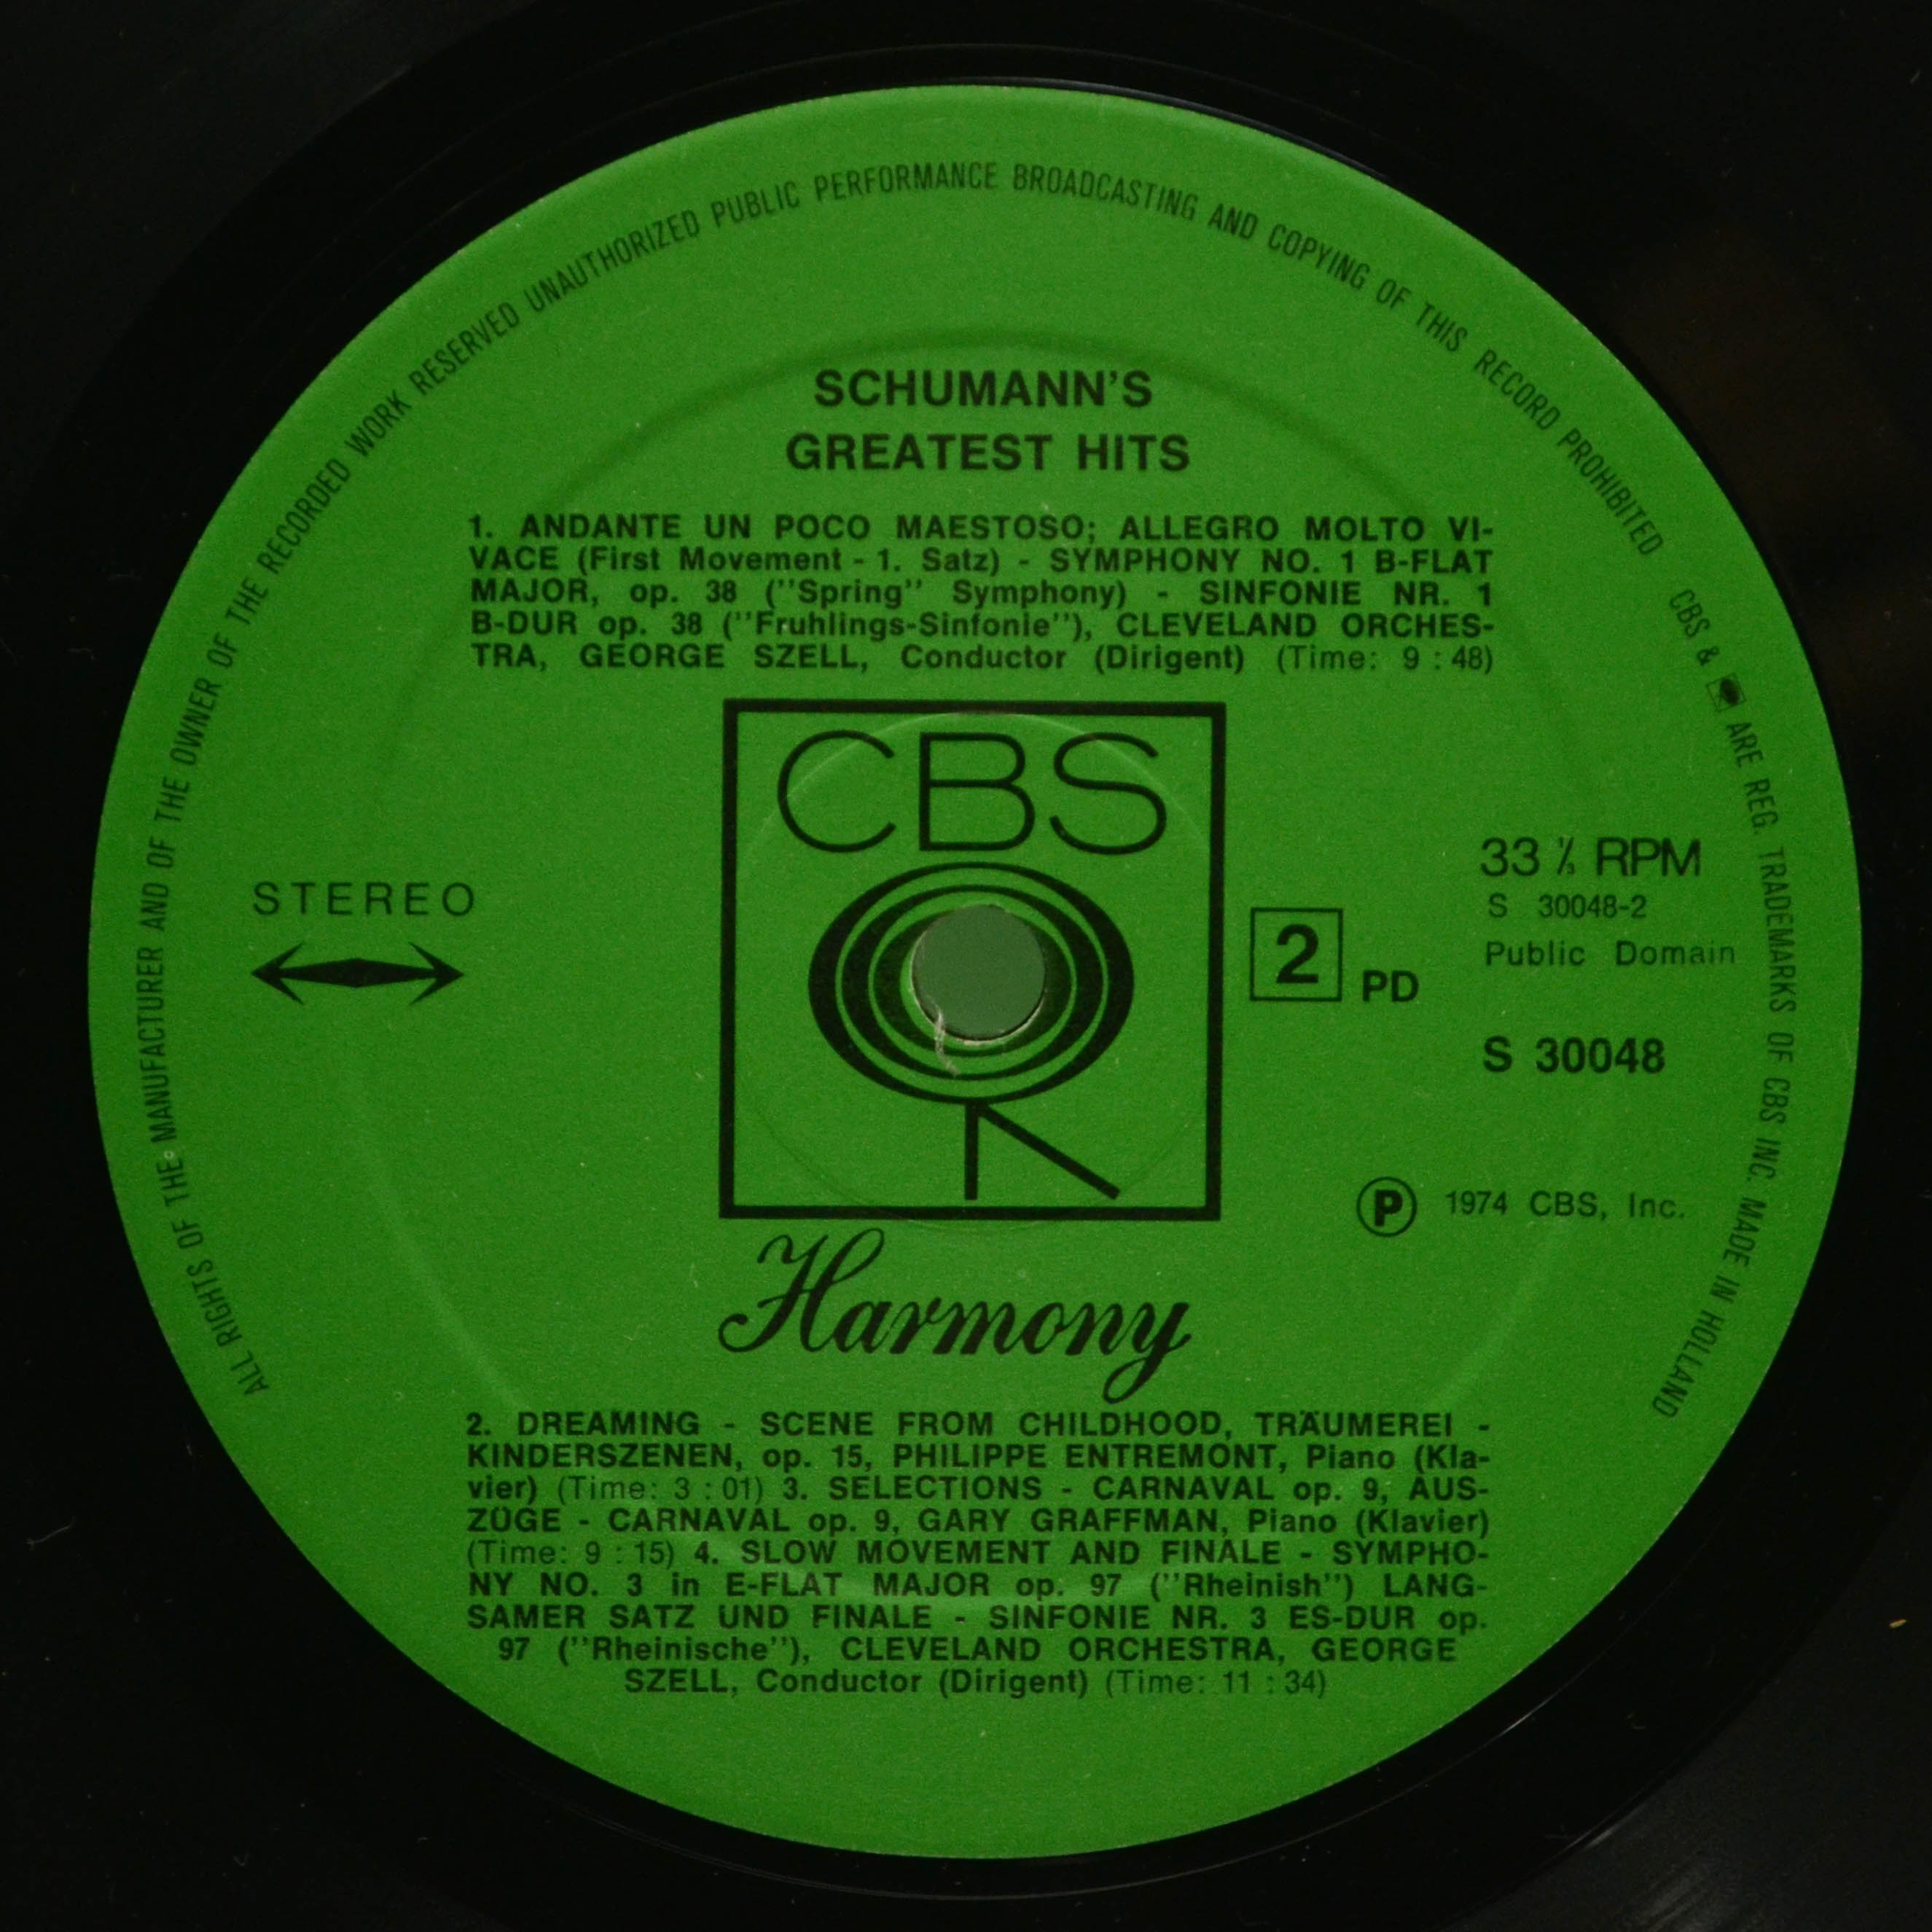 ALL RIGHTS OF THE MANUFACTURER AND OF THE OWNER OF THE RECORDED WORK RESERVED UNAUTHORIZED PUBLIC PERFORMANCE BROADCASTING AND COPYING OF THIS RECORD PROHIBITED CBS & ARE REG. TRADEMARKS OF CBS INC. MADE IN HOLLAND
SCHUMANN'S
GREATEST HITS
1. ANDANTE UN POCO MAESTOSO; ALLEGRO MOLTO VI-
VACE (First Movement - 1. Satz) - SYMPHONY NO. 1 B-FLAT
MAJOR, op. 38 (''Spring'' Symphony) - SINFONIE NR. 1
B-DUR op. 38 (''Fruhlings-Sinfonie''), CLEVELAND ORCHES-
TRA, GEORGE SZELL, Conductor (Dirigent) (Time: 9 : 48)
CBS
STEREO
2 PD
33 ⅓ RPM
S 30048-2
Public Domain
S 30048
Ⓟ 1974 CBS, Inc.
Harmony
2. DREAMING - SCENE FROM CHILDHOOD, TRÄUMEREI -
KINDERSZENEN, op. 15, PHILIPPE ENTREMONT, Piano (Kla-
vier) (Time: 3 : 01) 3. SELECTIONS - CARNAVAL op. 9, AUS-
ZÜGE - CARNAVAL op. 9, GARY GRAFFMAN, Piano (Klavier)
(Time: 9 : 15) 4. SLOW MOVEMENT AND FINALE - SYMPHO-
NY NO. 3 in E-FLAT MAJOR op. 97 (''Rheinish'') LANG-
SAMER SATZ UND FINALE - SINFONIE NR. 3 ES-DUR op.
97 (''Rheinische''), CLEVELAND ORCHESTRA, GEORGE
SZELL, Conductor (Dirigent) (Time: 11 : 34)